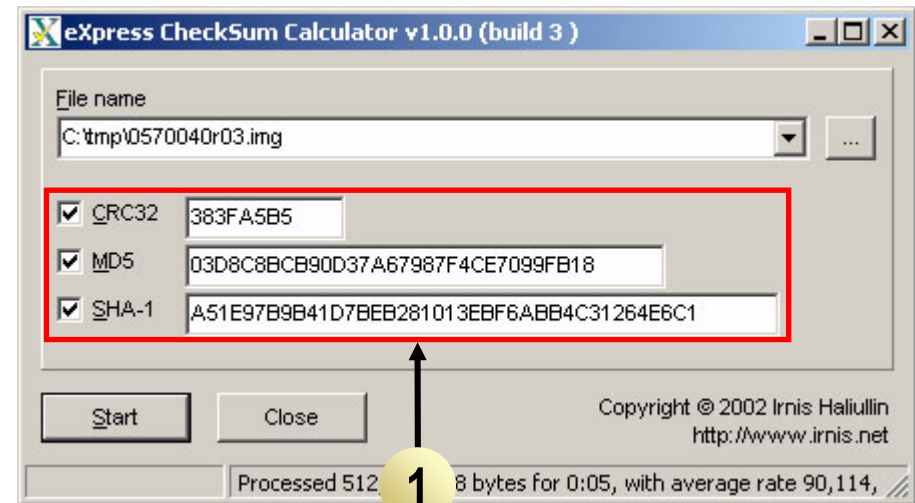 eXpress CheckSum Calculator v1.0.0 (build 3 )
File name
C:\tmp\0570040r03.img
...
CRC32 383FA5B5
MD5 03D8C8BCB90D37A67987F4CE7099FB18
SHA-1 A51E97B9B41D7BEB281013EBF6ABB4C31264E6C1
Start Close
Copyright © 2002 Irnis Haliullin
http://www.irnis.net
Processed 512 8 bytes for 0:05, with average rate 90,114,
1